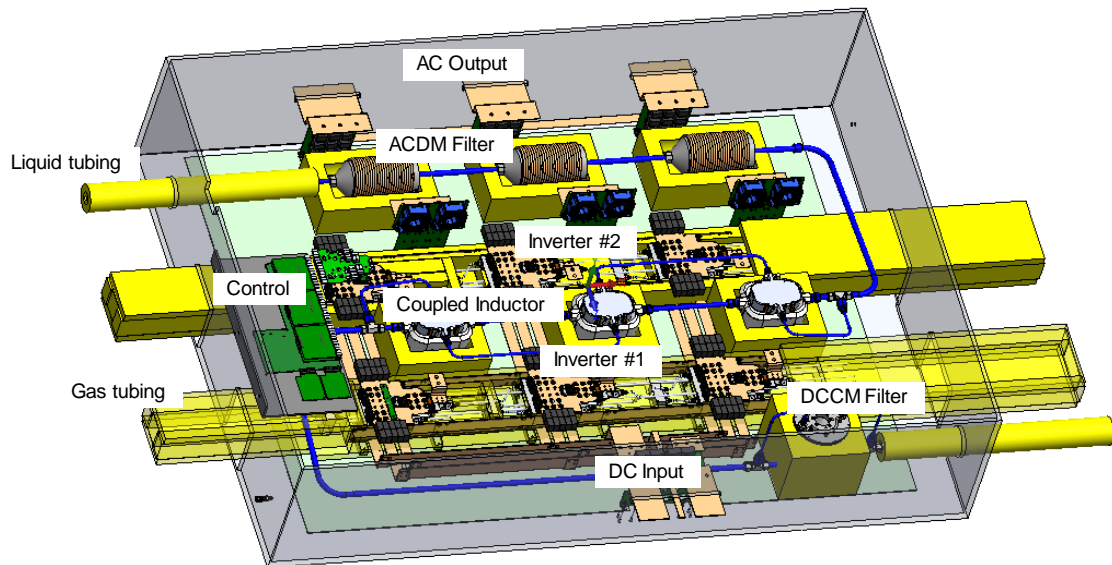 AC Output
ACDM Filter
Liquid tubing
Inverter #2
Control
Coupled Inductor
Inverter #1
Gas tubing
DCCM Filter
DC Input